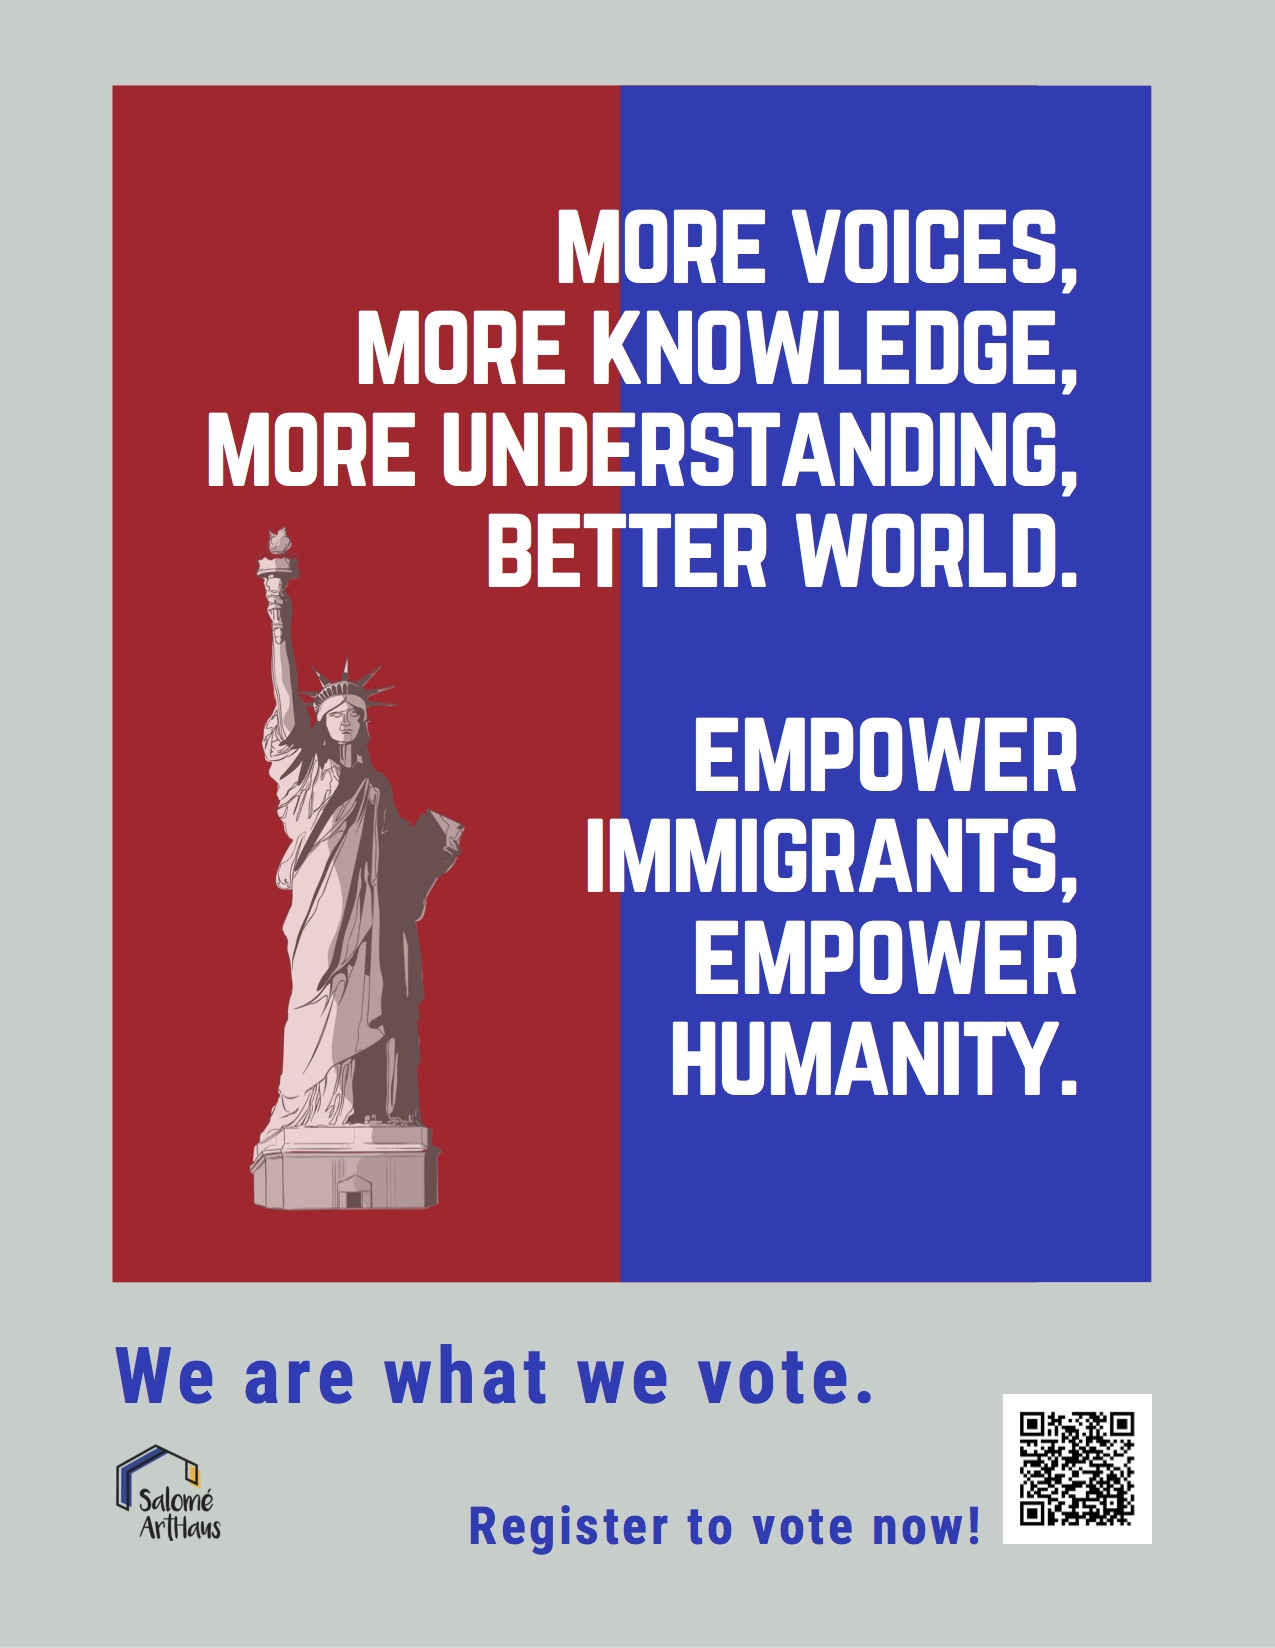 MORE VOICES,
MORE KNOWLEDGE,
MORE UNDERSTANDING,
BETTER WORLD.
EMPOWER
IMMIGRANTS,
EMPOWER
HUMANITY.
We are what we vote.
Salomé
ArtHaus
Register to vote now!